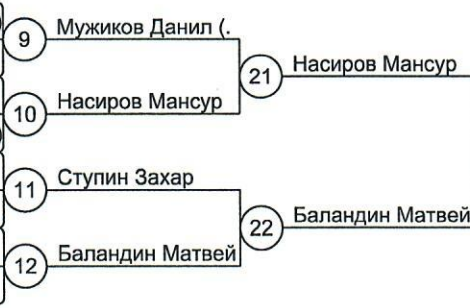 9 Мужиков Данил (.
21 Насиров Мансур
10 Насиров Мансур
11 Ступин Захар
22 Баландин Матвей
12 Баландин Матвей